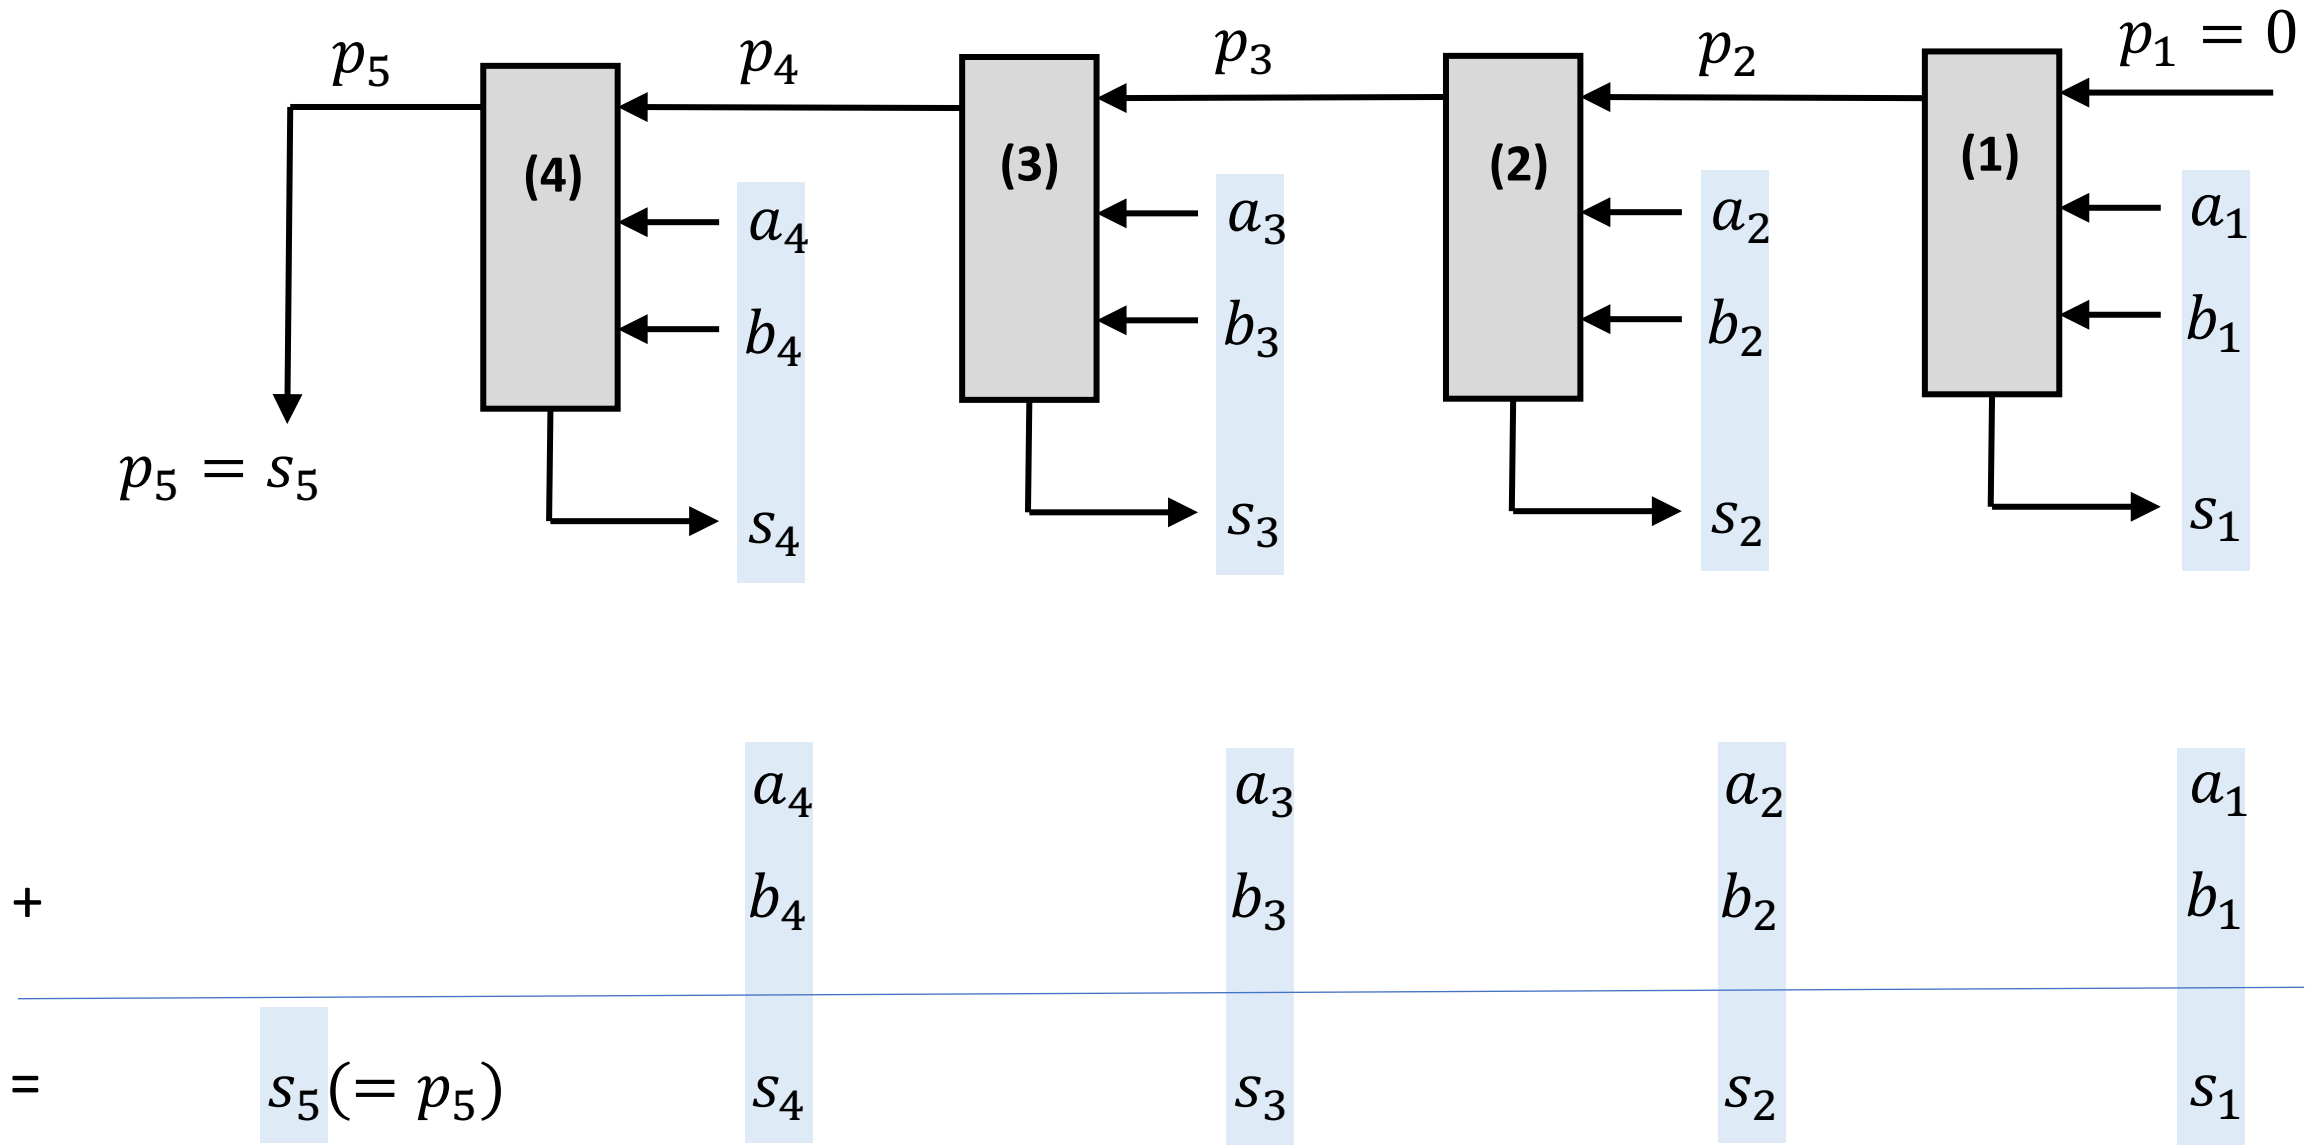 p₅ p₄ p₃ p₂ p₁ = 0
(4) (3) (2) (1)
a₄ a₃ a₂ a₁
b₄ b₃ b₂ b₁
p₅ = s₅
s₄ s₃ s₂ s₁
a₄ a₃ a₂ a₁
+ b₄ b₃ b₂ b₁
= s₅(= p₅) s₄ s₃ s₂ s₁